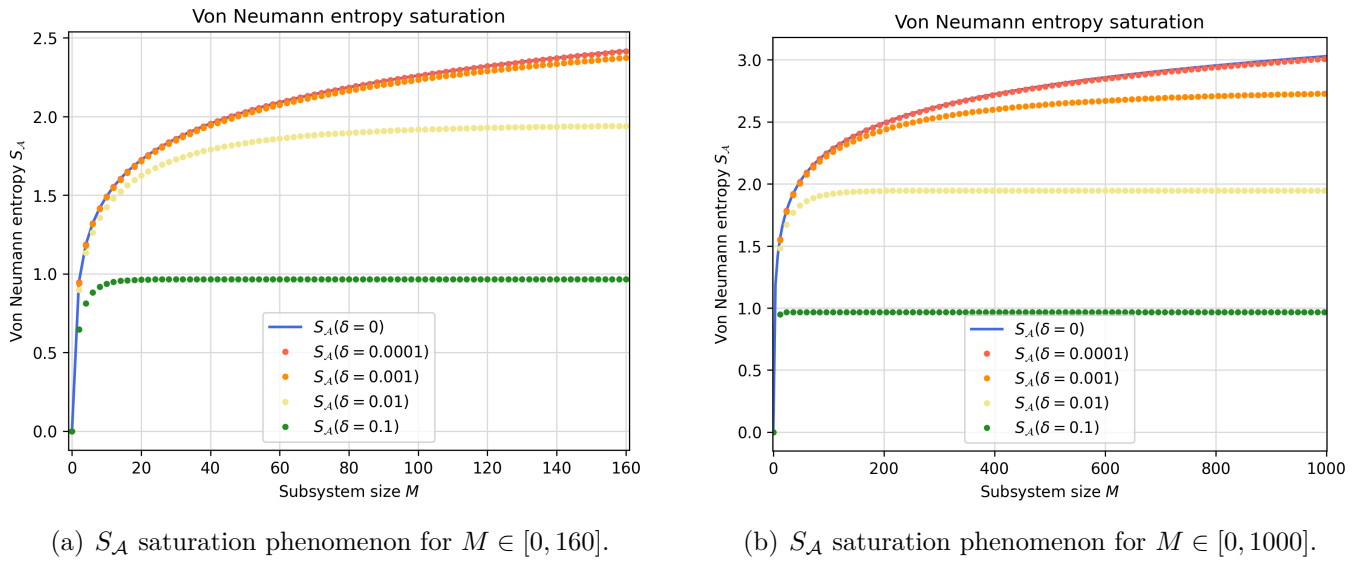 Von Neumann entropy saturation
Von Neumann entropy S_𝒜
2.5
2.0
1.5
1.0
0.5
0.0
S_𝒜(δ = 0)
S_𝒜(δ = 0.0001)
S_𝒜(δ = 0.001)
S_𝒜(δ = 0.01)
S_𝒜(δ = 0.1)
0 20 40 60 80 100 120 140 160
Subsystem size M
(a) S_𝒜 saturation phenomenon for M ∈ [0, 160].
Von Neumann entropy saturation
Von Neumann entropy S_𝒜
3.0
2.5
2.0
1.5
1.0
0.5
0.0
S_𝒜(δ = 0)
S_𝒜(δ = 0.0001)
S_𝒜(δ = 0.001)
S_𝒜(δ = 0.01)
S_𝒜(δ = 0.1)
0 200 400 600 800 1000
Subsystem size M
(b) S_𝒜 saturation phenomenon for M ∈ [0, 1000].